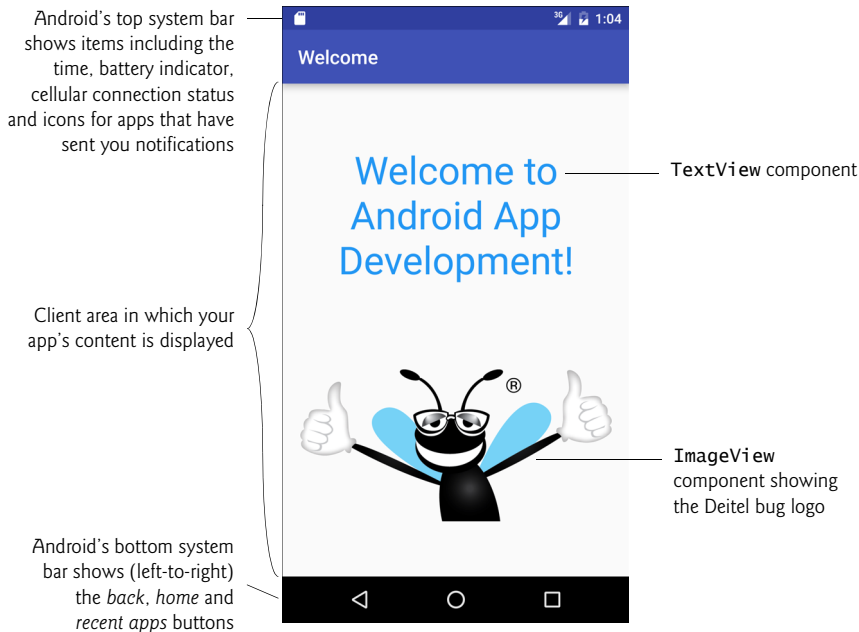 Android's top system bar
shows items including the
time, battery indicator,
cellular connection status
and icons for apps that have
sent you notifications
3G
1:04
Welcome
Welcome to
Android App
Development!
TextView component
Client area in which your
app's content is displayed
®
ImageView
component showing
the Deitel bug logo
Android's bottom system
bar shows (left-to-right)
the back, home and
recent apps buttons